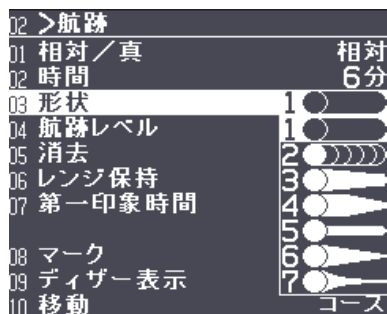 02 >航跡
01 相対／真 相対
02 時間 6分
03 形状 1
04 航跡レベル 1
05 消去 2
06 レンジ保持 3
07 第一印象時間 4
5
08 マーク 6
09 ディザー表示 7
10 移動 コース